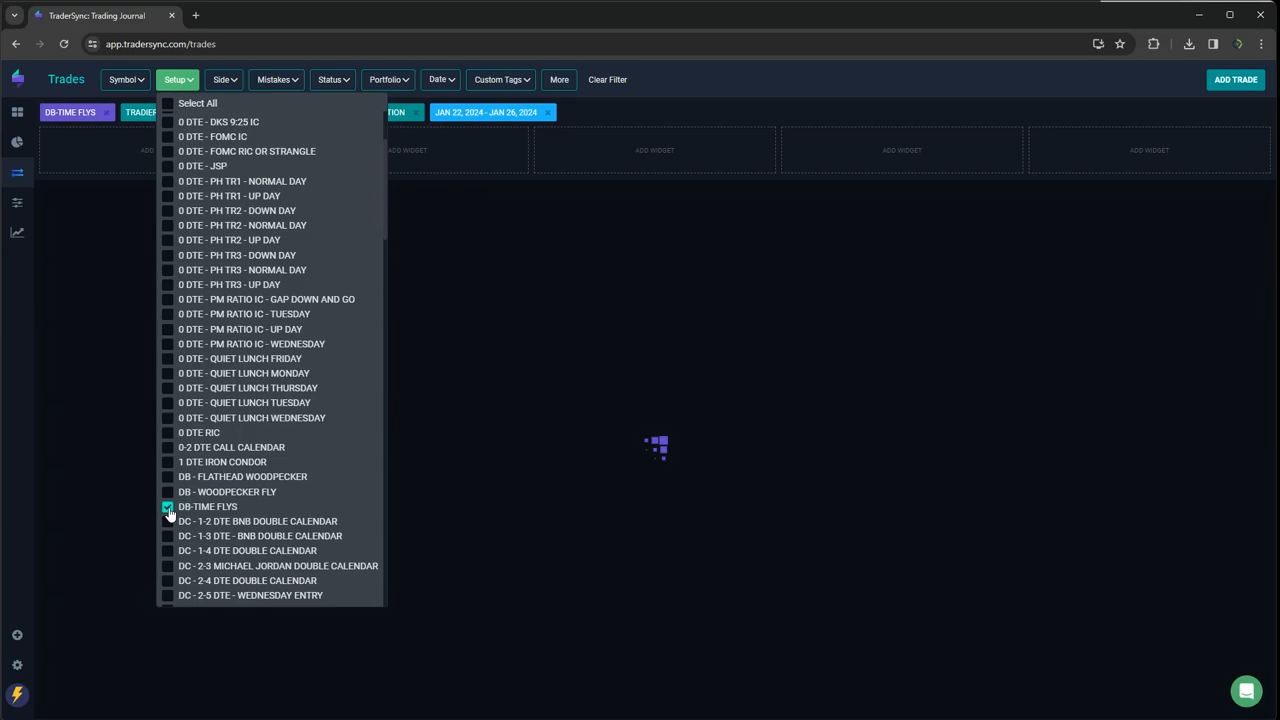 TraderSync: Trading Journal
app.tradersync.com/trades
Trades
Symbol
Setup
Side
Mistakes
Status
Portfolio
Date
Custom Tags
More
Clear Filter
ADD TRADE
DB-TIME FLYS ×
TRADIER
TION ×
JAN 22, 2024 - JAN 26, 2024 ×
Select All
0 DTE - DKS 9:25 IC
0 DTE - FOMC IC
0 DTE - FOMC RIC OR STRANGLE
0 DTE - JSP
0 DTE - PH TR1 - NORMAL DAY
0 DTE - PH TR1 - UP DAY
0 DTE - PH TR2 - DOWN DAY
0 DTE - PH TR2 - NORMAL DAY
0 DTE - PH TR2 - UP DAY
0 DTE - PH TR3 - DOWN DAY
0 DTE - PH TR3 - NORMAL DAY
0 DTE - PH TR3 - UP DAY
0 DTE - PM RATIO IC - GAP DOWN AND GO
0 DTE - PM RATIO IC - TUESDAY
0 DTE - PM RATIO IC - UP DAY
0 DTE - PM RATIO IC - WEDNESDAY
0 DTE - QUIET LUNCH FRIDAY
0 DTE - QUIET LUNCH MONDAY
0 DTE - QUIET LUNCH THURSDAY
0 DTE - QUIET LUNCH TUESDAY
0 DTE - QUIET LUNCH WEDNESDAY
0 DTE RIC
0-2 DTE CALL CALENDAR
1 DTE IRON CONDOR
DB - FLATHEAD WOODPECKER
DB - WOODPECKER FLY
DB-TIME FLYS
DC - 1-2 DTE BNB DOUBLE CALENDAR
DC - 1-3 DTE - BNB DOUBLE CALENDAR
DC - 1-4 DTE DOUBLE CALENDAR
DC - 2-3 MICHAEL JORDAN DOUBLE CALENDAR
DC - 2-4 DTE DOUBLE CALENDAR
DC - 2-5 DTE - WEDNESDAY ENTRY
ADD
ADD WIDGET
ADD WIDGET
ADD WIDGET
ADD WIDGET